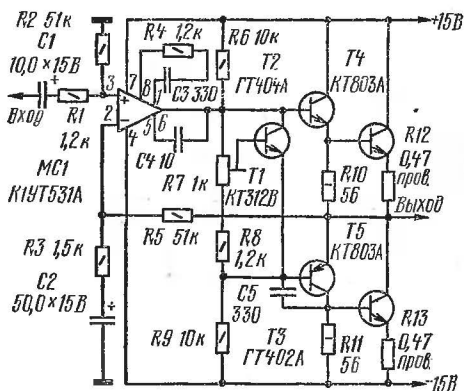 R2 51к
C1
10,0×15В
Вход
R1
1,2к
МС1
К1УТ531А
R3 1,5к
C2
50,0×15В
R4
1,2к
C3 330
3
2
7
8
1
6
5
4
C4 10
R5 51к
R6 10к
R7 1к
R8
1,2к
R9 10к
T2
ГТ404А
T1
КТ312В
C5
330
T3
ГТ402А
T4
КТ803А
R10
56
T5
КТ803А
R11
56
+15В
R12
0,47
пров.
Выход
R13
0,47
пров.
-15В